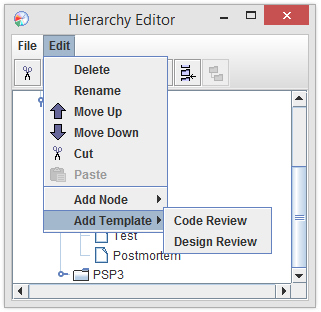 Hierarchy Editor
File Edit
Delete
Rename
Move Up
Move Down
Cut
Paste
Add Node
Add Template
Code Review
Design Review
Test
Postmortem
PSP3